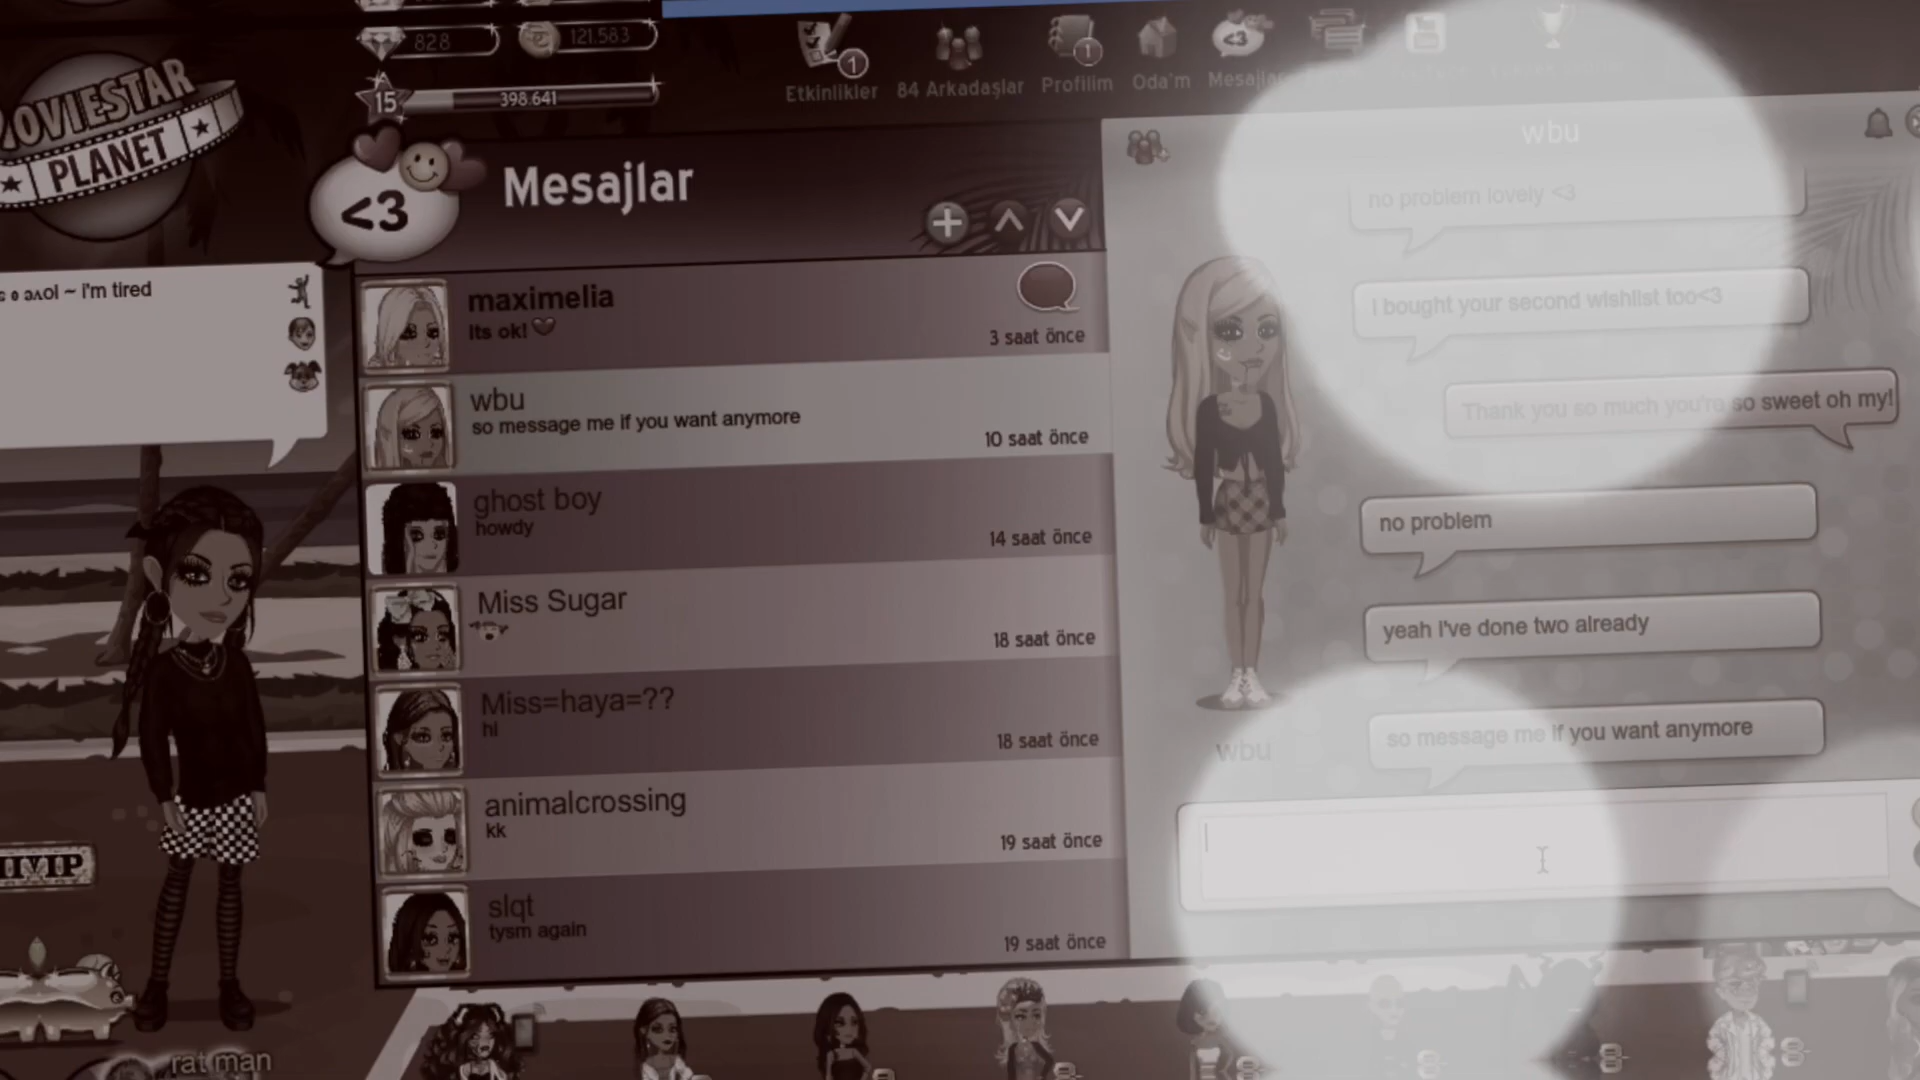 828
121.583
15
398.641
MOVIESTAR
PLANET
1
1
<3
Etkinlikler
84 Arkadaşlar
Profilim
Oda'm
Mesajlar
<3
Mesajlar
~ i'm tired
maximelia
Its ok!
3 saat önce
wbu
so message me if you want anymore
10 saat önce
ghost boy
howdy
14 saat önce
Miss Sugar
18 saat önce
Miss=haya=??
hi
18 saat önce
animalcrossing
kk
19 saat önce
slqt
tysm again
19 saat önce
wbu
no problem lovely <3
I bought your second wishlist too<3
Thank you so much you're so sweet oh my!
no problem
yeah i've done two already
so message me if you want anymore
wbu
VIP
rat man